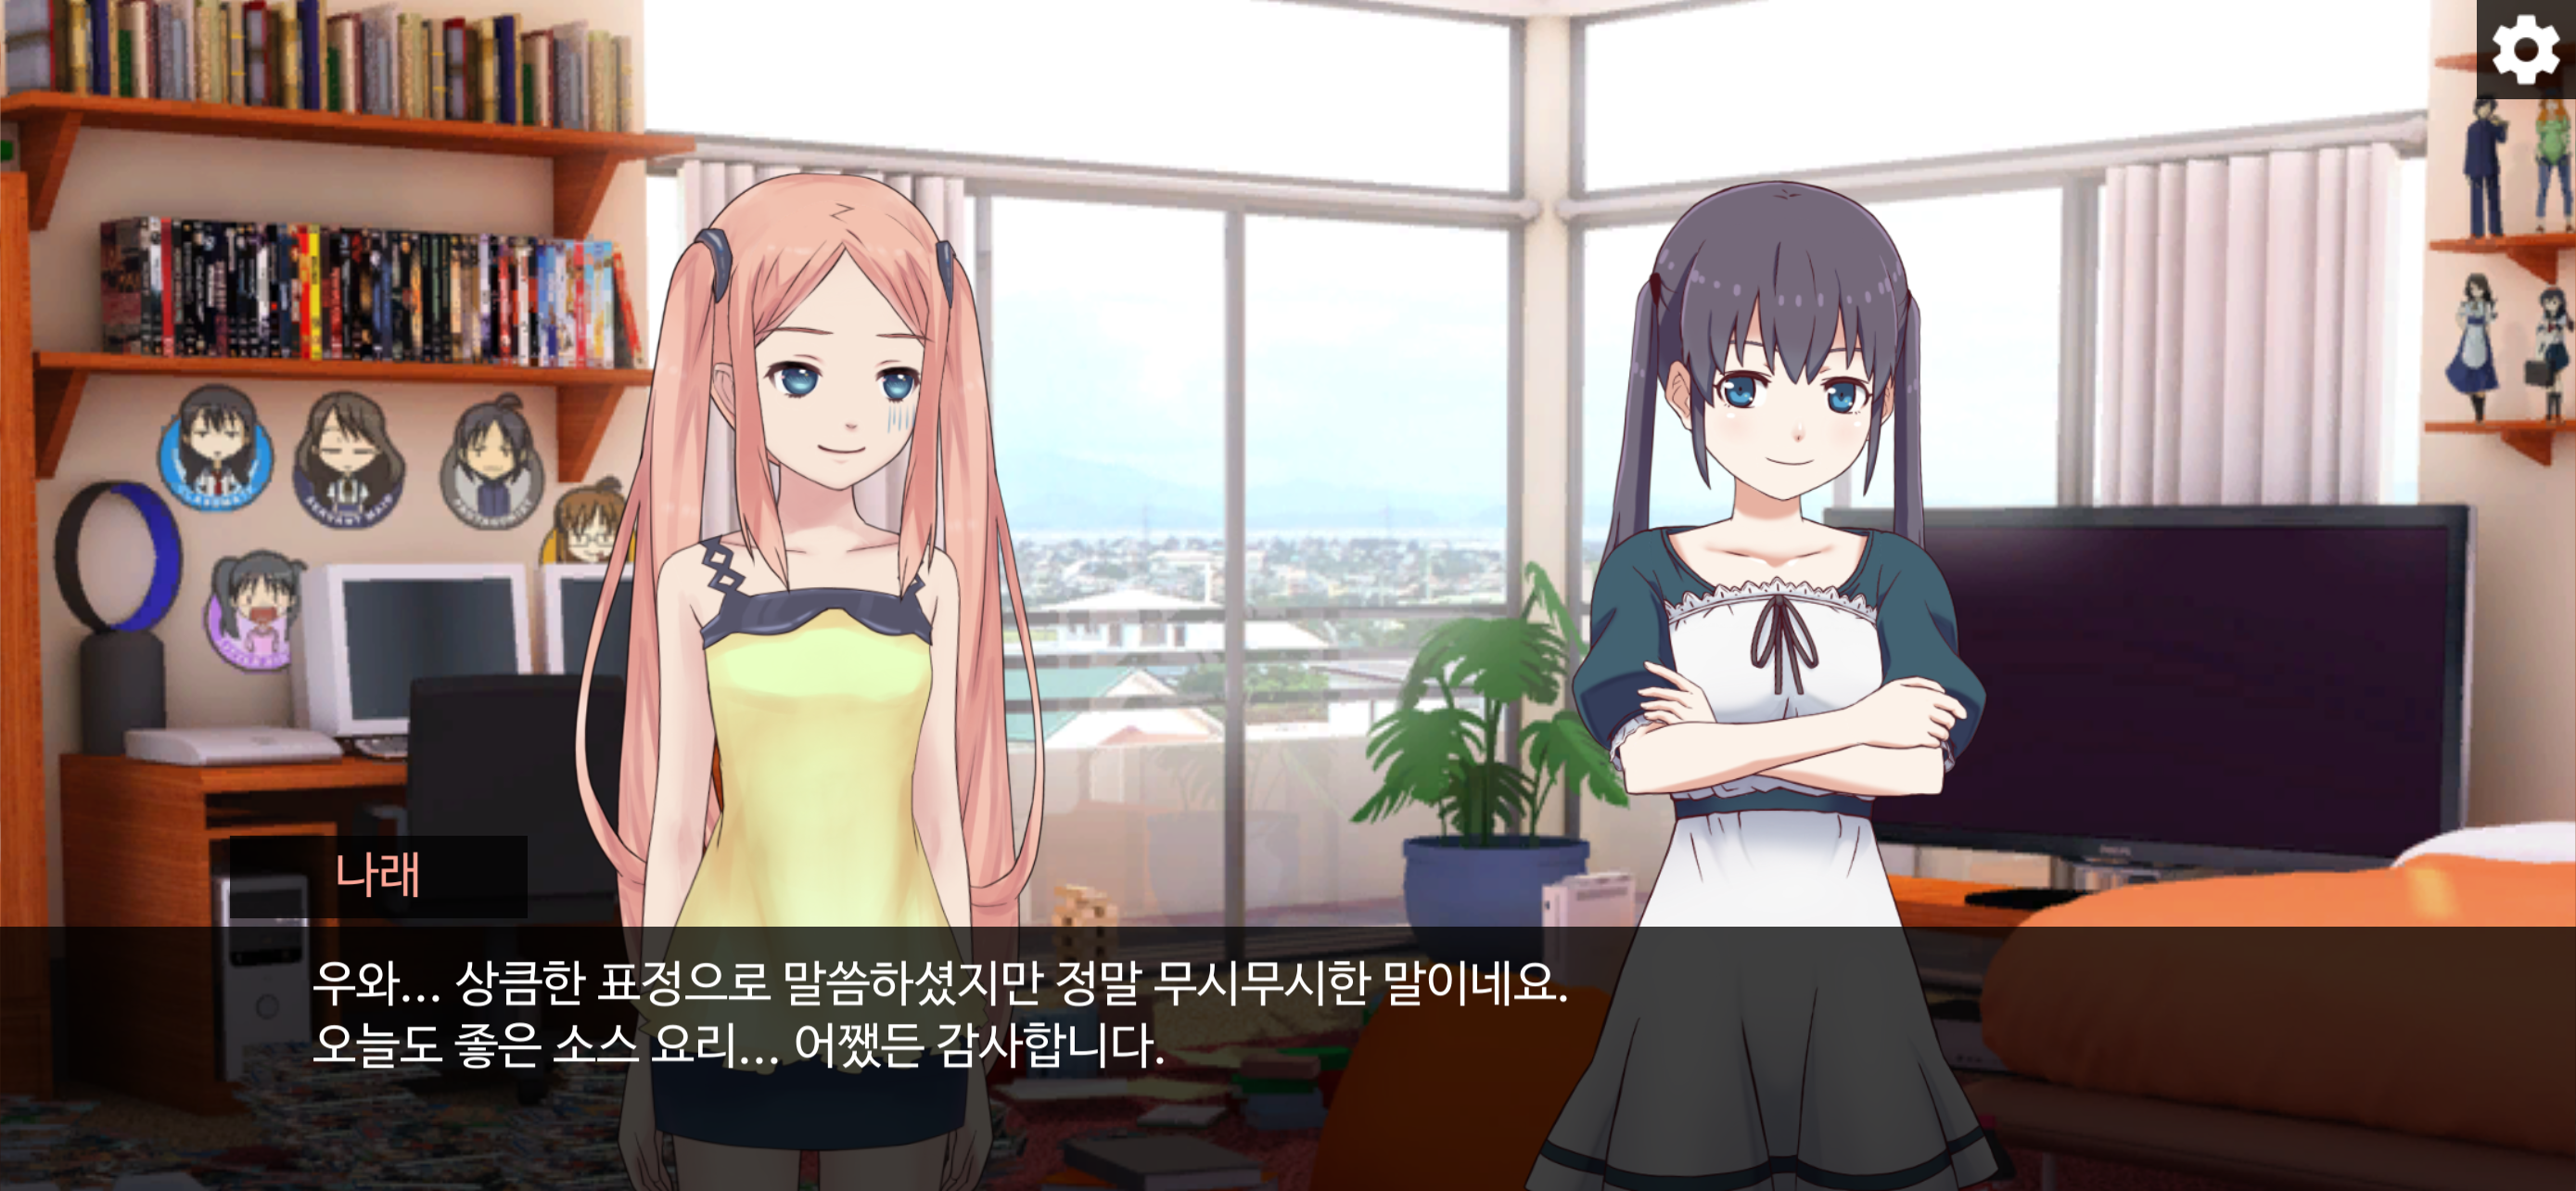 나래
우와... 상큼한 표정으로 말씀하셨지만 정말 무시무시한 말이네요.
오늘도 좋은 소스 요리... 어쨌든 감사합니다.